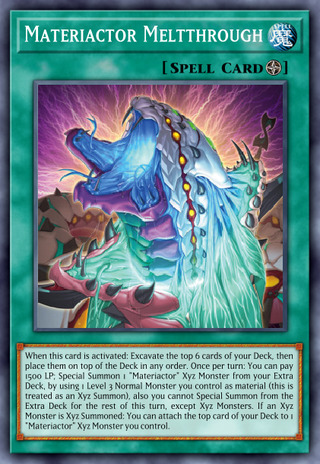 Materiactor Meltthrough 魔
[Spell Card]
When this card is activated: Excavate the top 6 cards of your Deck, then
place them on top of the Deck in any order. Once per turn: You can pay
1500 LP; Special Summon 1 "Materiactor" Xyz Monster from your Extra
Deck, by using 1 Level 3 Normal Monster you control as material (this is
treated as an Xyz Summon), also you cannot Special Summon from the
Extra Deck for the rest of this turn, except Xyz Monsters. If an Xyz
Monster is Xyz Summoned: You can attach the top card of your Deck to 1
"Materiactor" Xyz Monster you control.